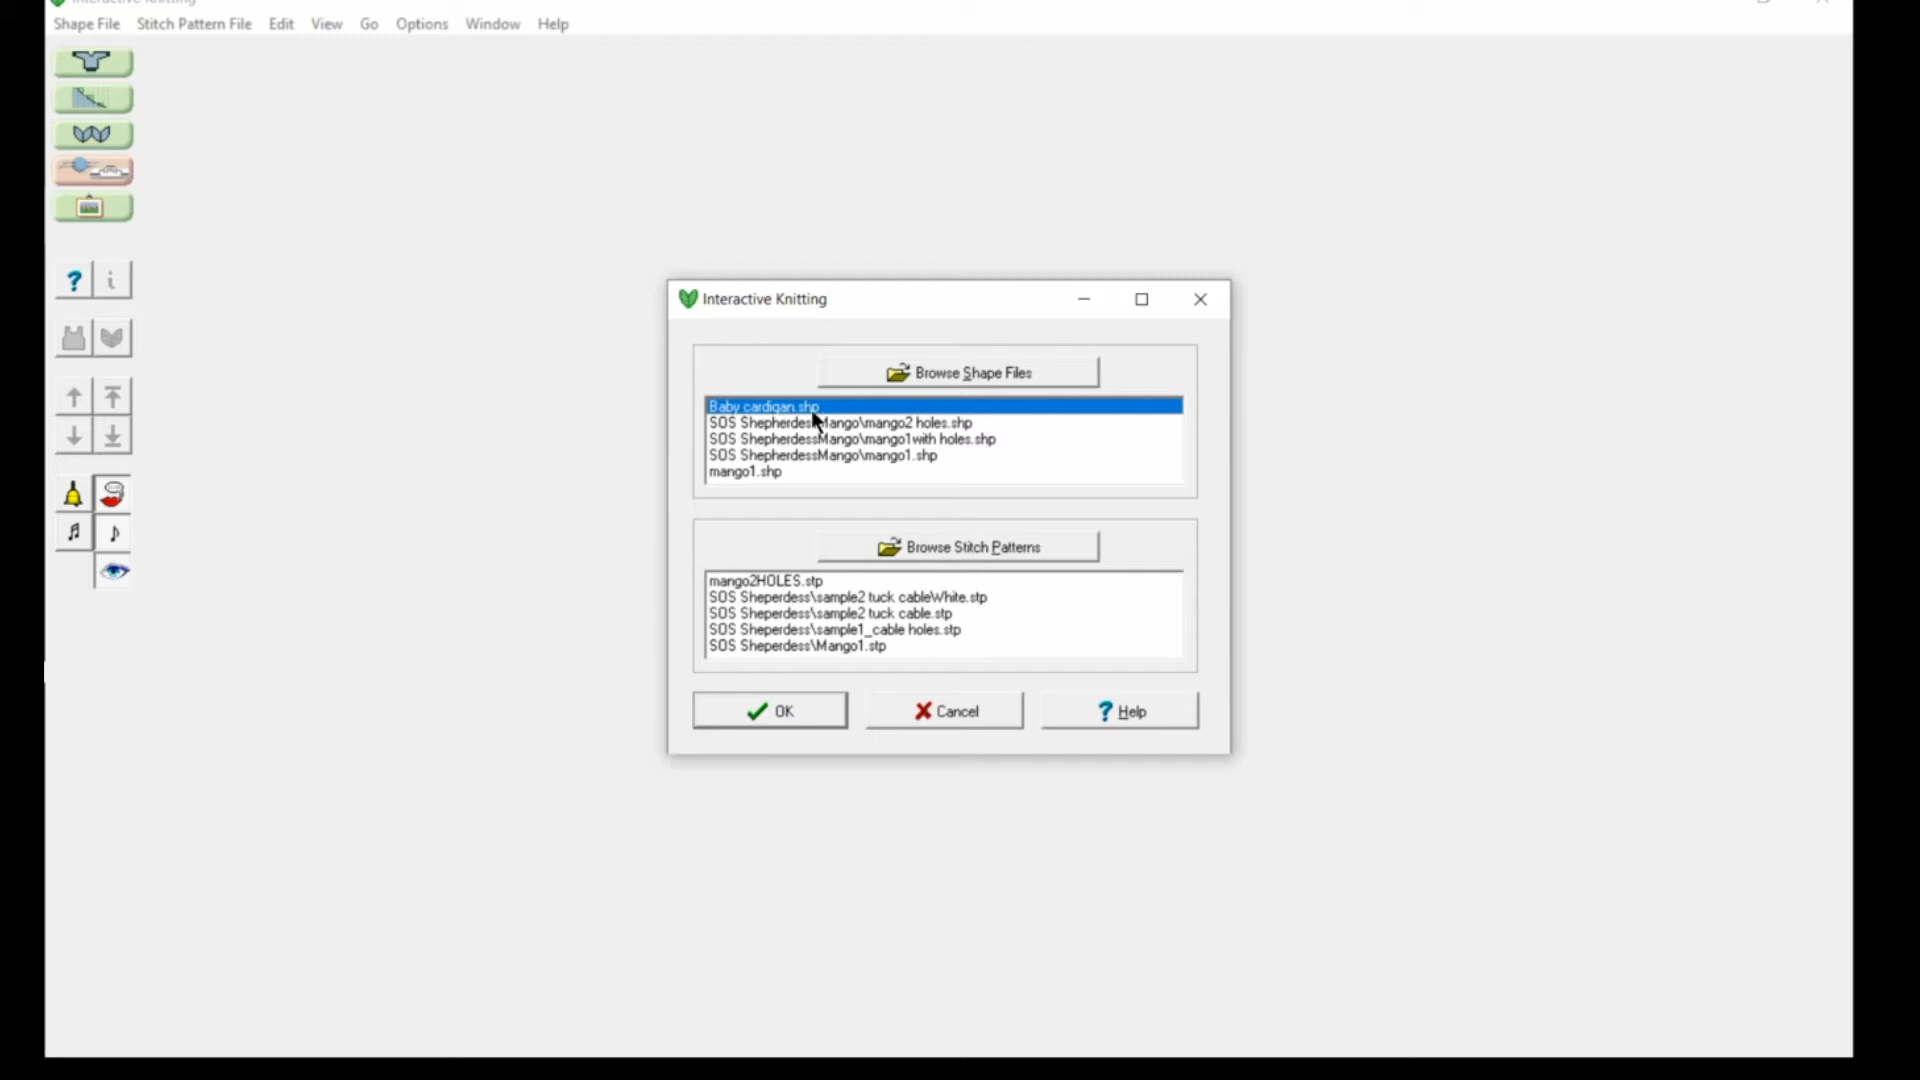 Interactive Knitting
Shape File Stitch Pattern File Edit View Go Options Window Help
Interactive Knitting
Browse Shape Files
Baby cardigan.shp
SOS ShepherdessMango\mango2 holes.shp
SOS ShepherdessMango\mango1with holes.shp
SOS ShepherdessMango\mango1.shp
mango1.shp
Browse Stitch Patterns
mango2HOLES.stp
SOS Sheperdess\sample2 tuck cableWhite.stp
SOS Sheperdess\sample2 tuck cable.stp
SOS Sheperdess\sample1_cable holes.stp
SOS Sheperdess\Mango1.stp
OK Cancel ? Help